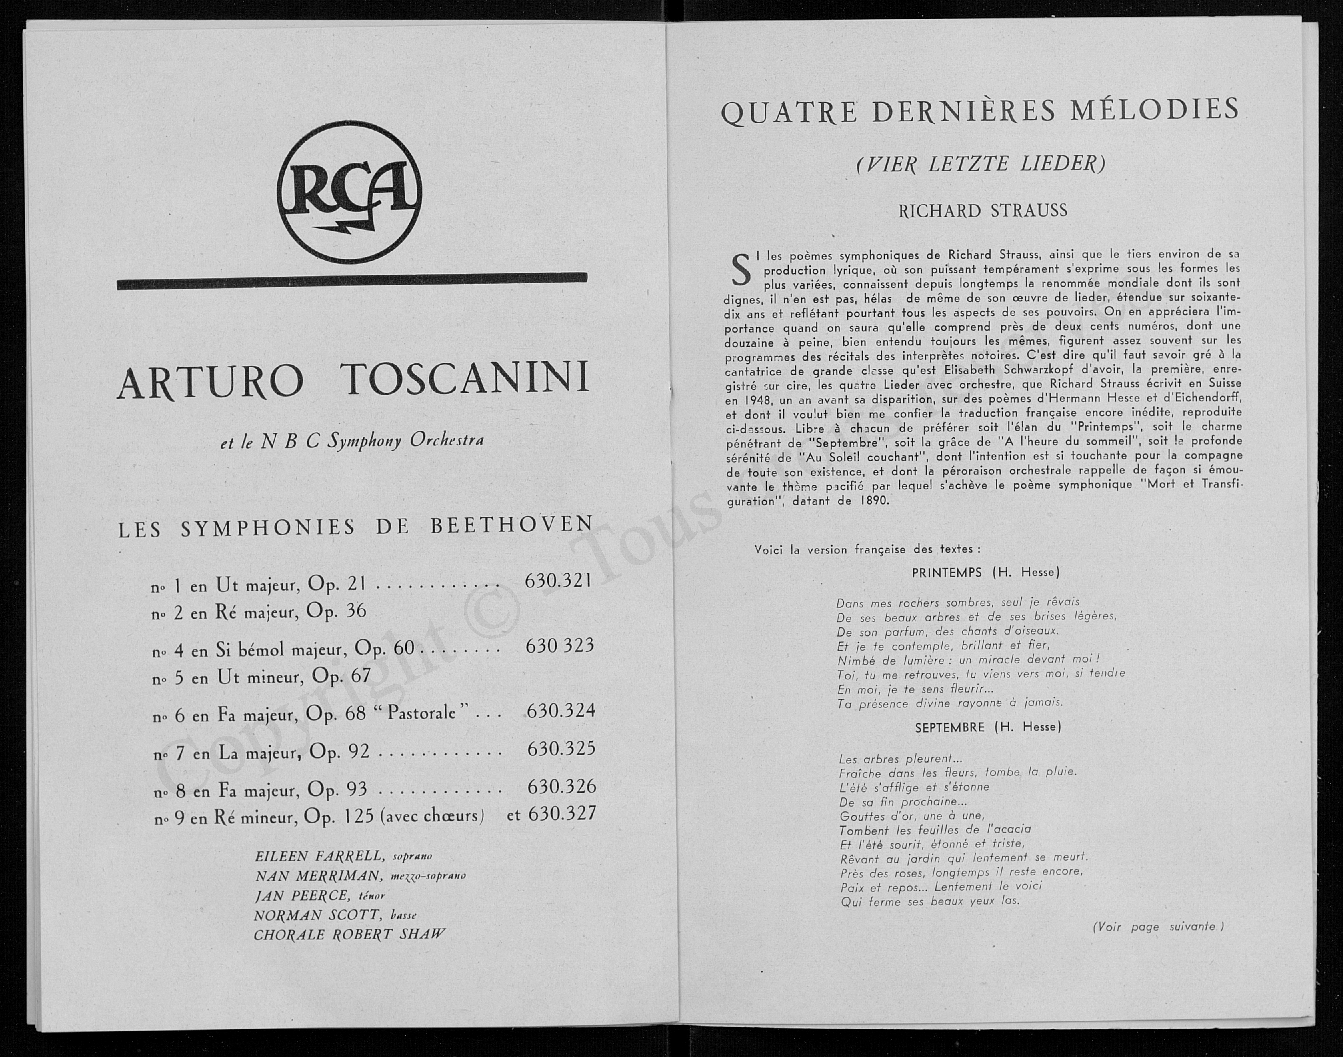 RCA
ARTURO TOSCANINI
et le N B C Symphony Orchestra
LES SYMPHONIES DE BEETHOVEN
nº 1 en Ut majeur, Op. 21 . . . . . . . . . . . . 630.321
nº 2 en Ré majeur, Op. 36
nº 4 en Si bémol majeur, Op. 60 . . . . . . . . 630 323
nº 5 en Ut mineur, Op. 67
nº 6 en Fa majeur, Op. 68 “ Pastorale ” . . . 630.324
nº 7 en La majeur, Op. 92 . . . . . . . . . . . . 630.325
nº 8 en Fa majeur, Op. 93 . . . . . . . . . . . . 630.326
nº 9 en Ré mineur, Op. 125 (avec chœurs) et 630.327
EILEEN FARRELL, soprano
NAN MERRIMAN, mezzo-soprano
JAN PEERCE, ténor
NORMAN SCOTT, basse
CHORALE ROBERT SHAW
QUATRE DERNIÈRES MÉLODIES
(VIER LETZTE LIEDER)
RICHARD STRAUSS
SI les poèmes symphoniques de Richard Strauss, ainsi que le tiers environ de sa
production lyrique, où son puissant tempérament s'exprime sous les formes les
plus variées, connaissent depuis longtemps la renommée mondiale dont ils sont
dignes, il n'en est pas, hélas de même de son œuvre de lieder, étendue sur soixante-
dix ans et reflétant pourtant tous les aspects de ses pouvoirs. On en appréciera l'im-
portance quand on saura qu'elle comprend près de deux cents numéros, dont une
douzaine à peine, bien entendu toujours les mêmes, figurent assez souvent sur les
programmes des récitals des interprètes notoires. C'est dire qu'il faut savoir gré à la
cantatrice de grande classe qu'est Elisabeth Schwarzkopf d'avoir, la première, enre-
gistré sur cire, les quatre Lieder avec orchestre, que Richard Strauss écrivit en Suisse
en 1948, un an avant sa disparition, sur des poèmes d'Hermann Hesse et d'Eichendorff,
et dont il voulut bien me confier la traduction française encore inédite, reproduite
ci-dessous. Libre à chacun de préférer soit l'élan du "Printemps", soit le charme
pénétrant de "Septembre", soit la grâce de "A l'heure du sommeil", soit la profonde
sérénité de "Au Soleil couchant", dont l'intention est si touchante pour la compagne
de toute son existence, et dont la péroraison orchestrale rappelle de façon si émou-
vante le thème pacifié par lequel s'achève le poème symphonique "Mort et Transfi-
guration", datant de 1890.
Voici la version française des textes :
PRINTEMPS (H. Hesse)
Dans mes rochers sombres, seul je rêvais
De ses beaux arbres et de ses brises légères,
De son parfum, des chants d'oiseaux.
Et je te contemple, brillant et fier,
Nimbé de lumière : un miracle devant moi !
Toi, tu me retrouves, tu viens vers moi, si tendre
En moi, je te sens fleurir...
Ta présence divine rayonne à jamais.
SEPTEMBRE (H. Hesse)
Les arbres pleurent...
Fraîche dans les fleurs, tombe la pluie.
L'été s'afflige et s'étonne
De sa fin prochaine...
Gouttes d'or, une à une,
Tombent les feuilles de l'acacia
Et l'été sourit, étonné et triste,
Rêvant au jardin qui lentement se meurt.
Près des roses, longtemps il reste encore,
Paix et repos... Lentement le voici
Qui ferme ses beaux yeux las.
(Voir page suivante )
Copyright © - Tous